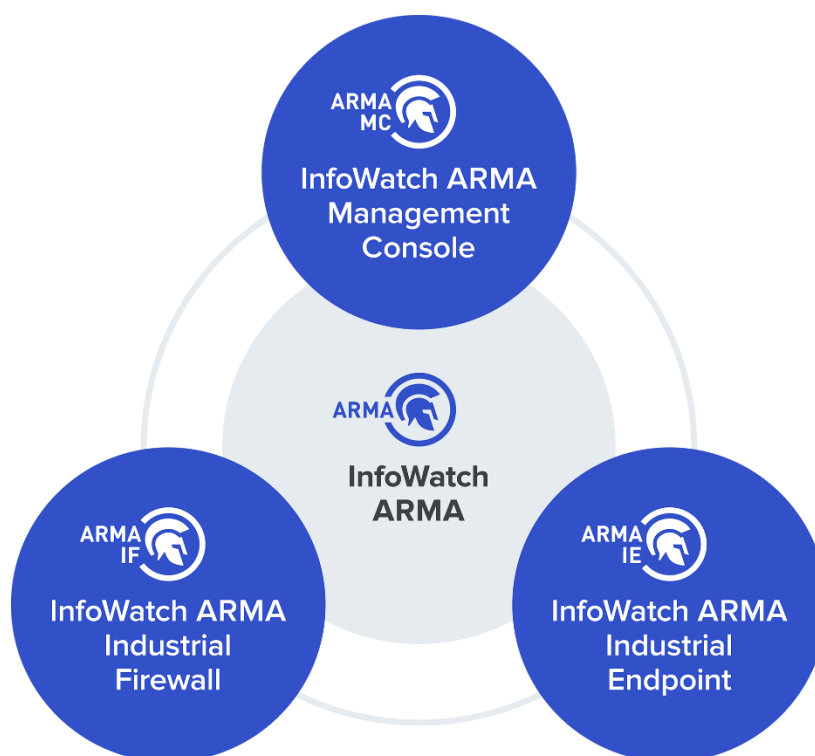 ARMA
MC
InfoWatch ARMA
Management
Console
ARMA
InfoWatch
ARMA
ARMA
IF
InfoWatch ARMA
Industrial
Firewall
ARMA
IE
InfoWatch ARMA
Industrial
Endpoint